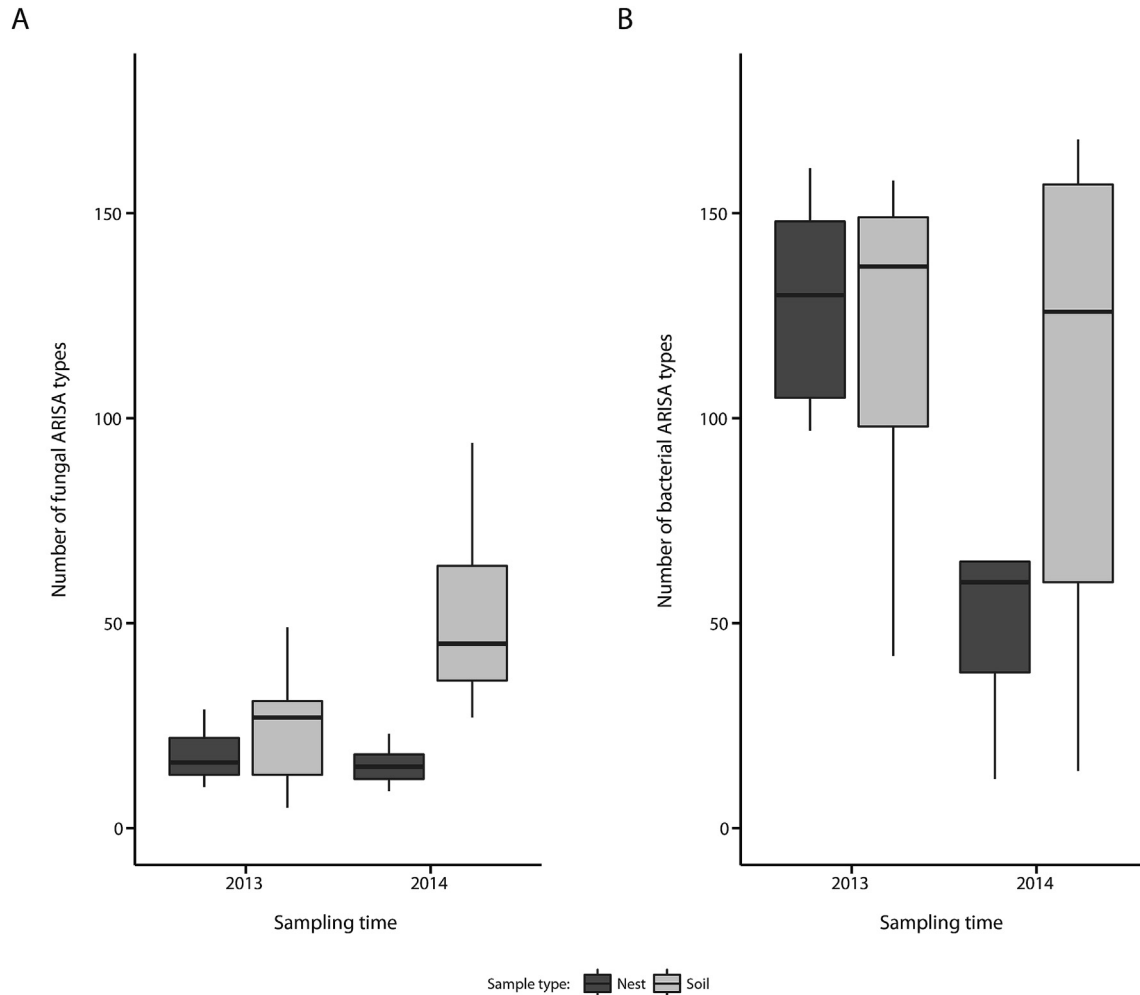 A
Number of fungal ARISA types
150
100
50
0
2013
2014
Sampling time
B
Number of bacterial ARISA types
150
100
50
0
2013
2014
Sampling time
Sample type: Nest Soil